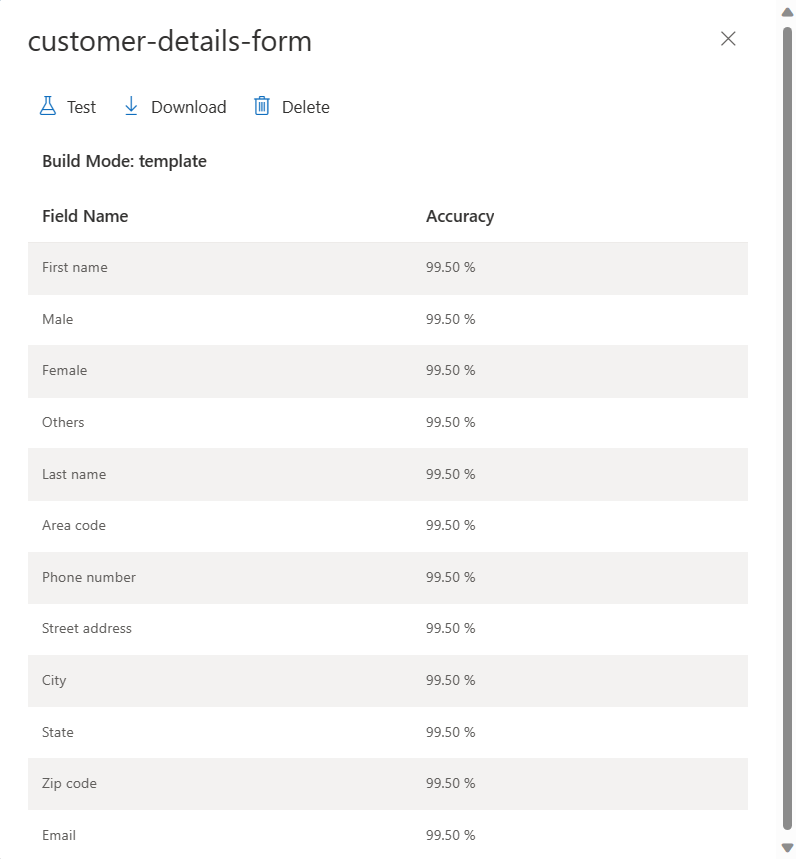 customer-details-form
Test Download Delete
Build Mode: template
Field Name Accuracy
First name 99.50 %
Male 99.50 %
Female 99.50 %
Others 99.50 %
Last name 99.50 %
Area code 99.50 %
Phone number 99.50 %
Street address 99.50 %
City 99.50 %
State 99.50 %
Zip code 99.50 %
Email 99.50 %